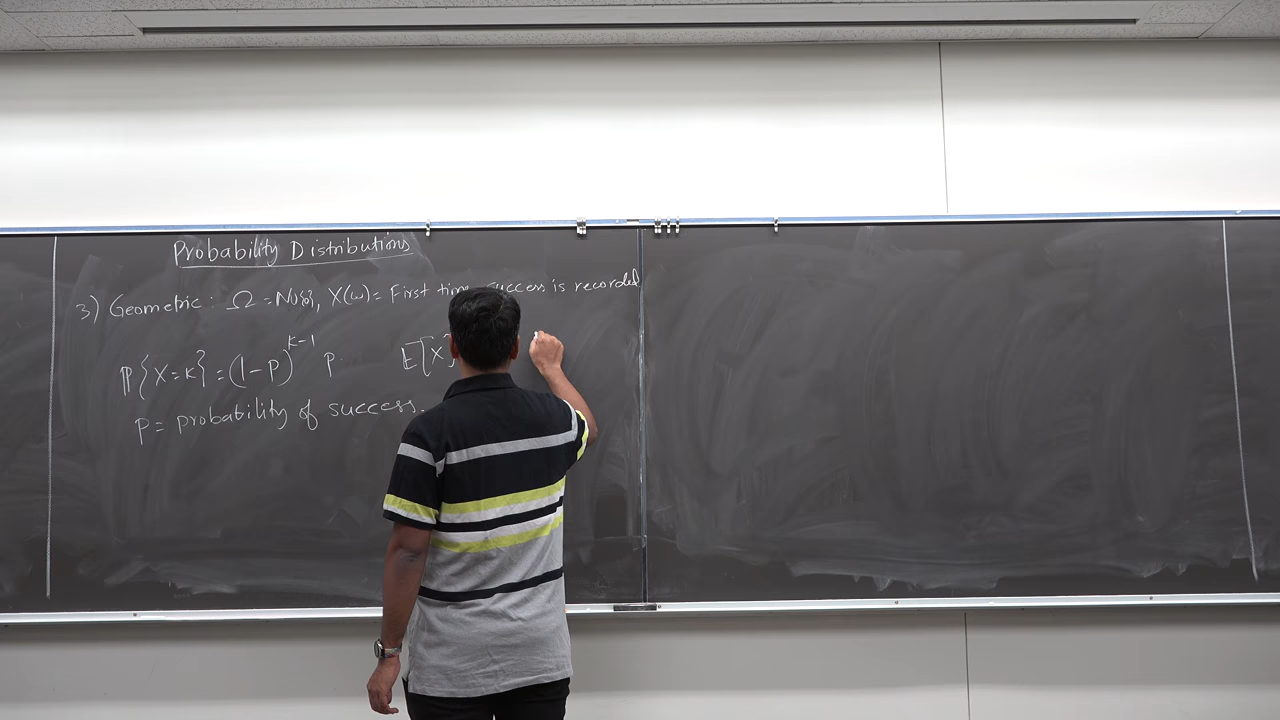 Probability Distributions
3) Geometric: Ω = N∪{∞}, X(ω) = First time success is recorded
P{X=K} = (1-P)^{K-1} P. E[X]
P = probability of success.